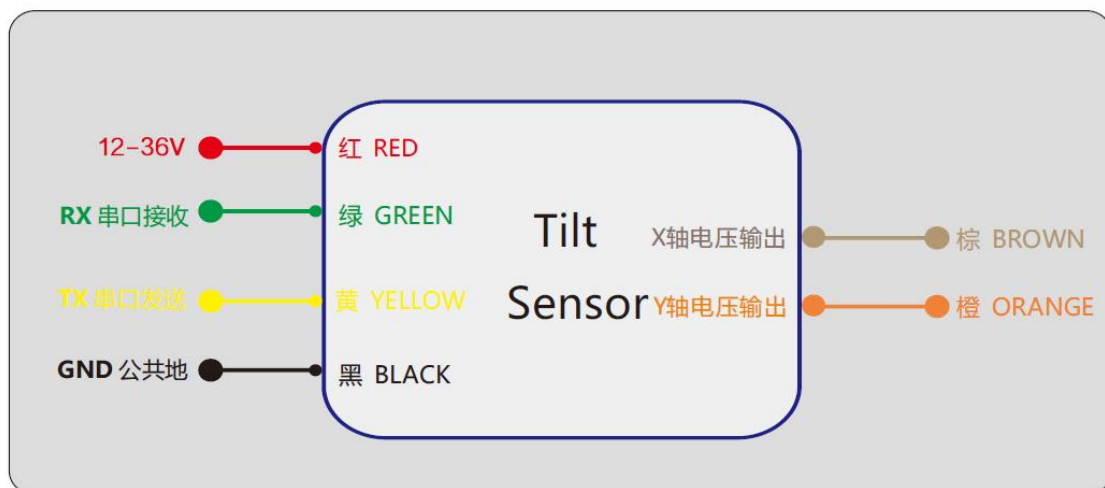 12-36V
红 RED
RX 串口接收
绿 GREEN
TX 串口发送
黄 YELLOW
GND 公共地
黑 BLACK
Tilt
Sensor
X轴电压输出
棕 BROWN
Y轴电压输出
橙 ORANGE